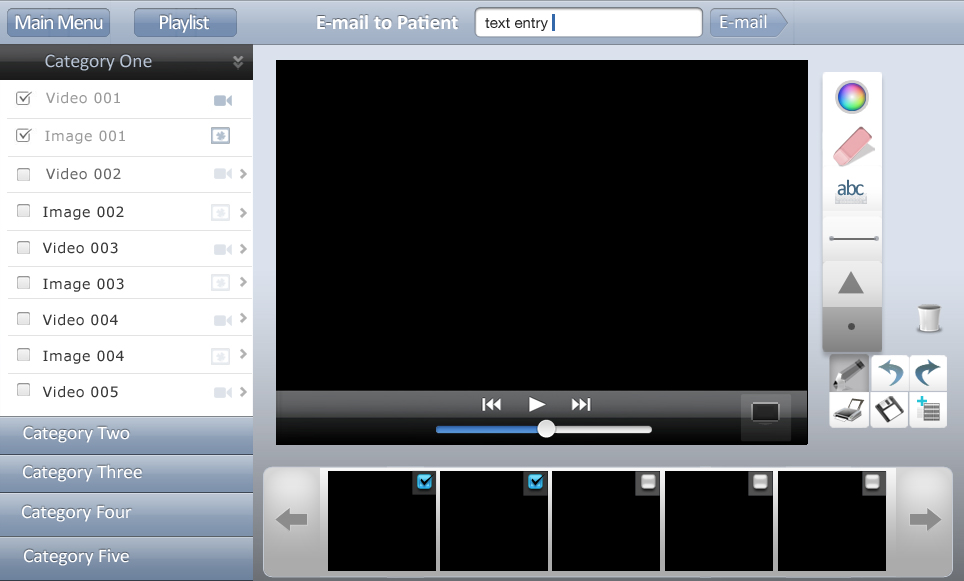 Main Menu
Playlist
E-mail to Patient
text entry
E-mail
Category One
Video 001
Image 001
Video 002
Image 002
Video 003
Image 003
Video 004
Image 004
Video 005
Category Two
Category Three
Category Four
Category Five
abc